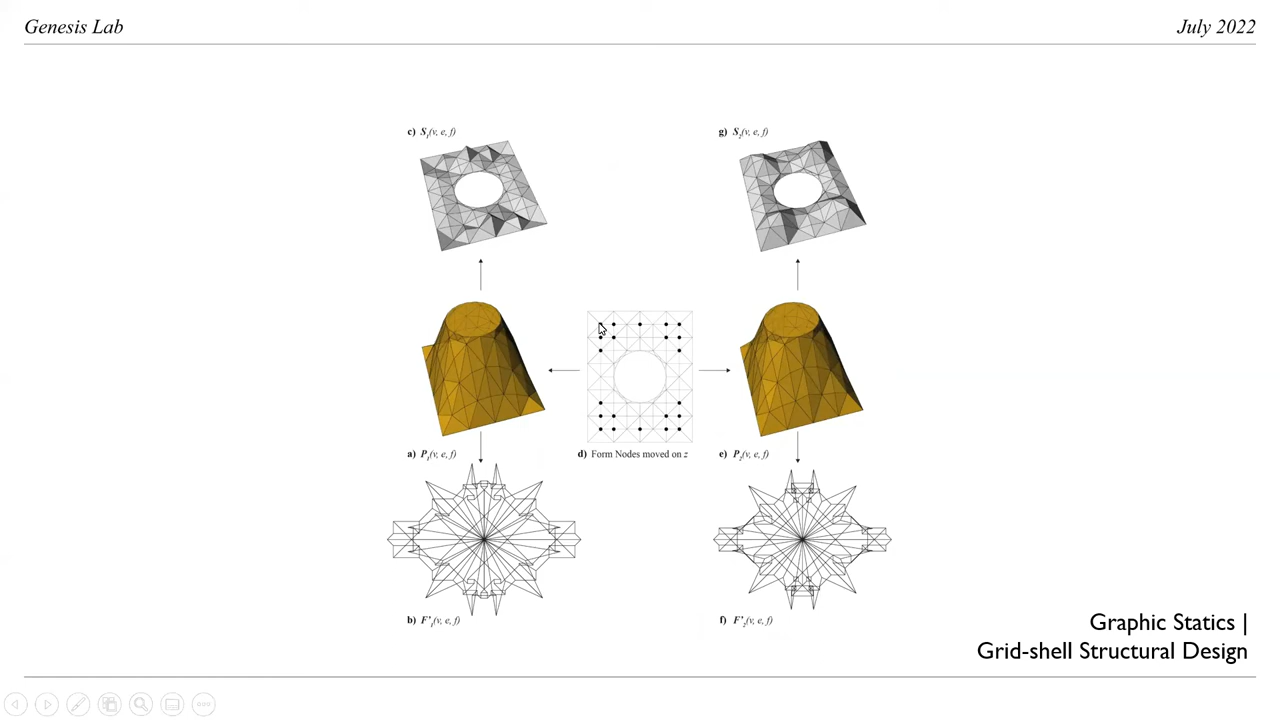 Genesis Lab
July 2022
c) S1(v, e, f)
g) S2(v, e, f)
a) P1(v, e, f)
d) Form Nodes moved on z
e) P2(v, e, f)
b) F'1(v, e, f)
f) F'2(v, e, f)
Graphic Statics |
Grid-shell Structural Design